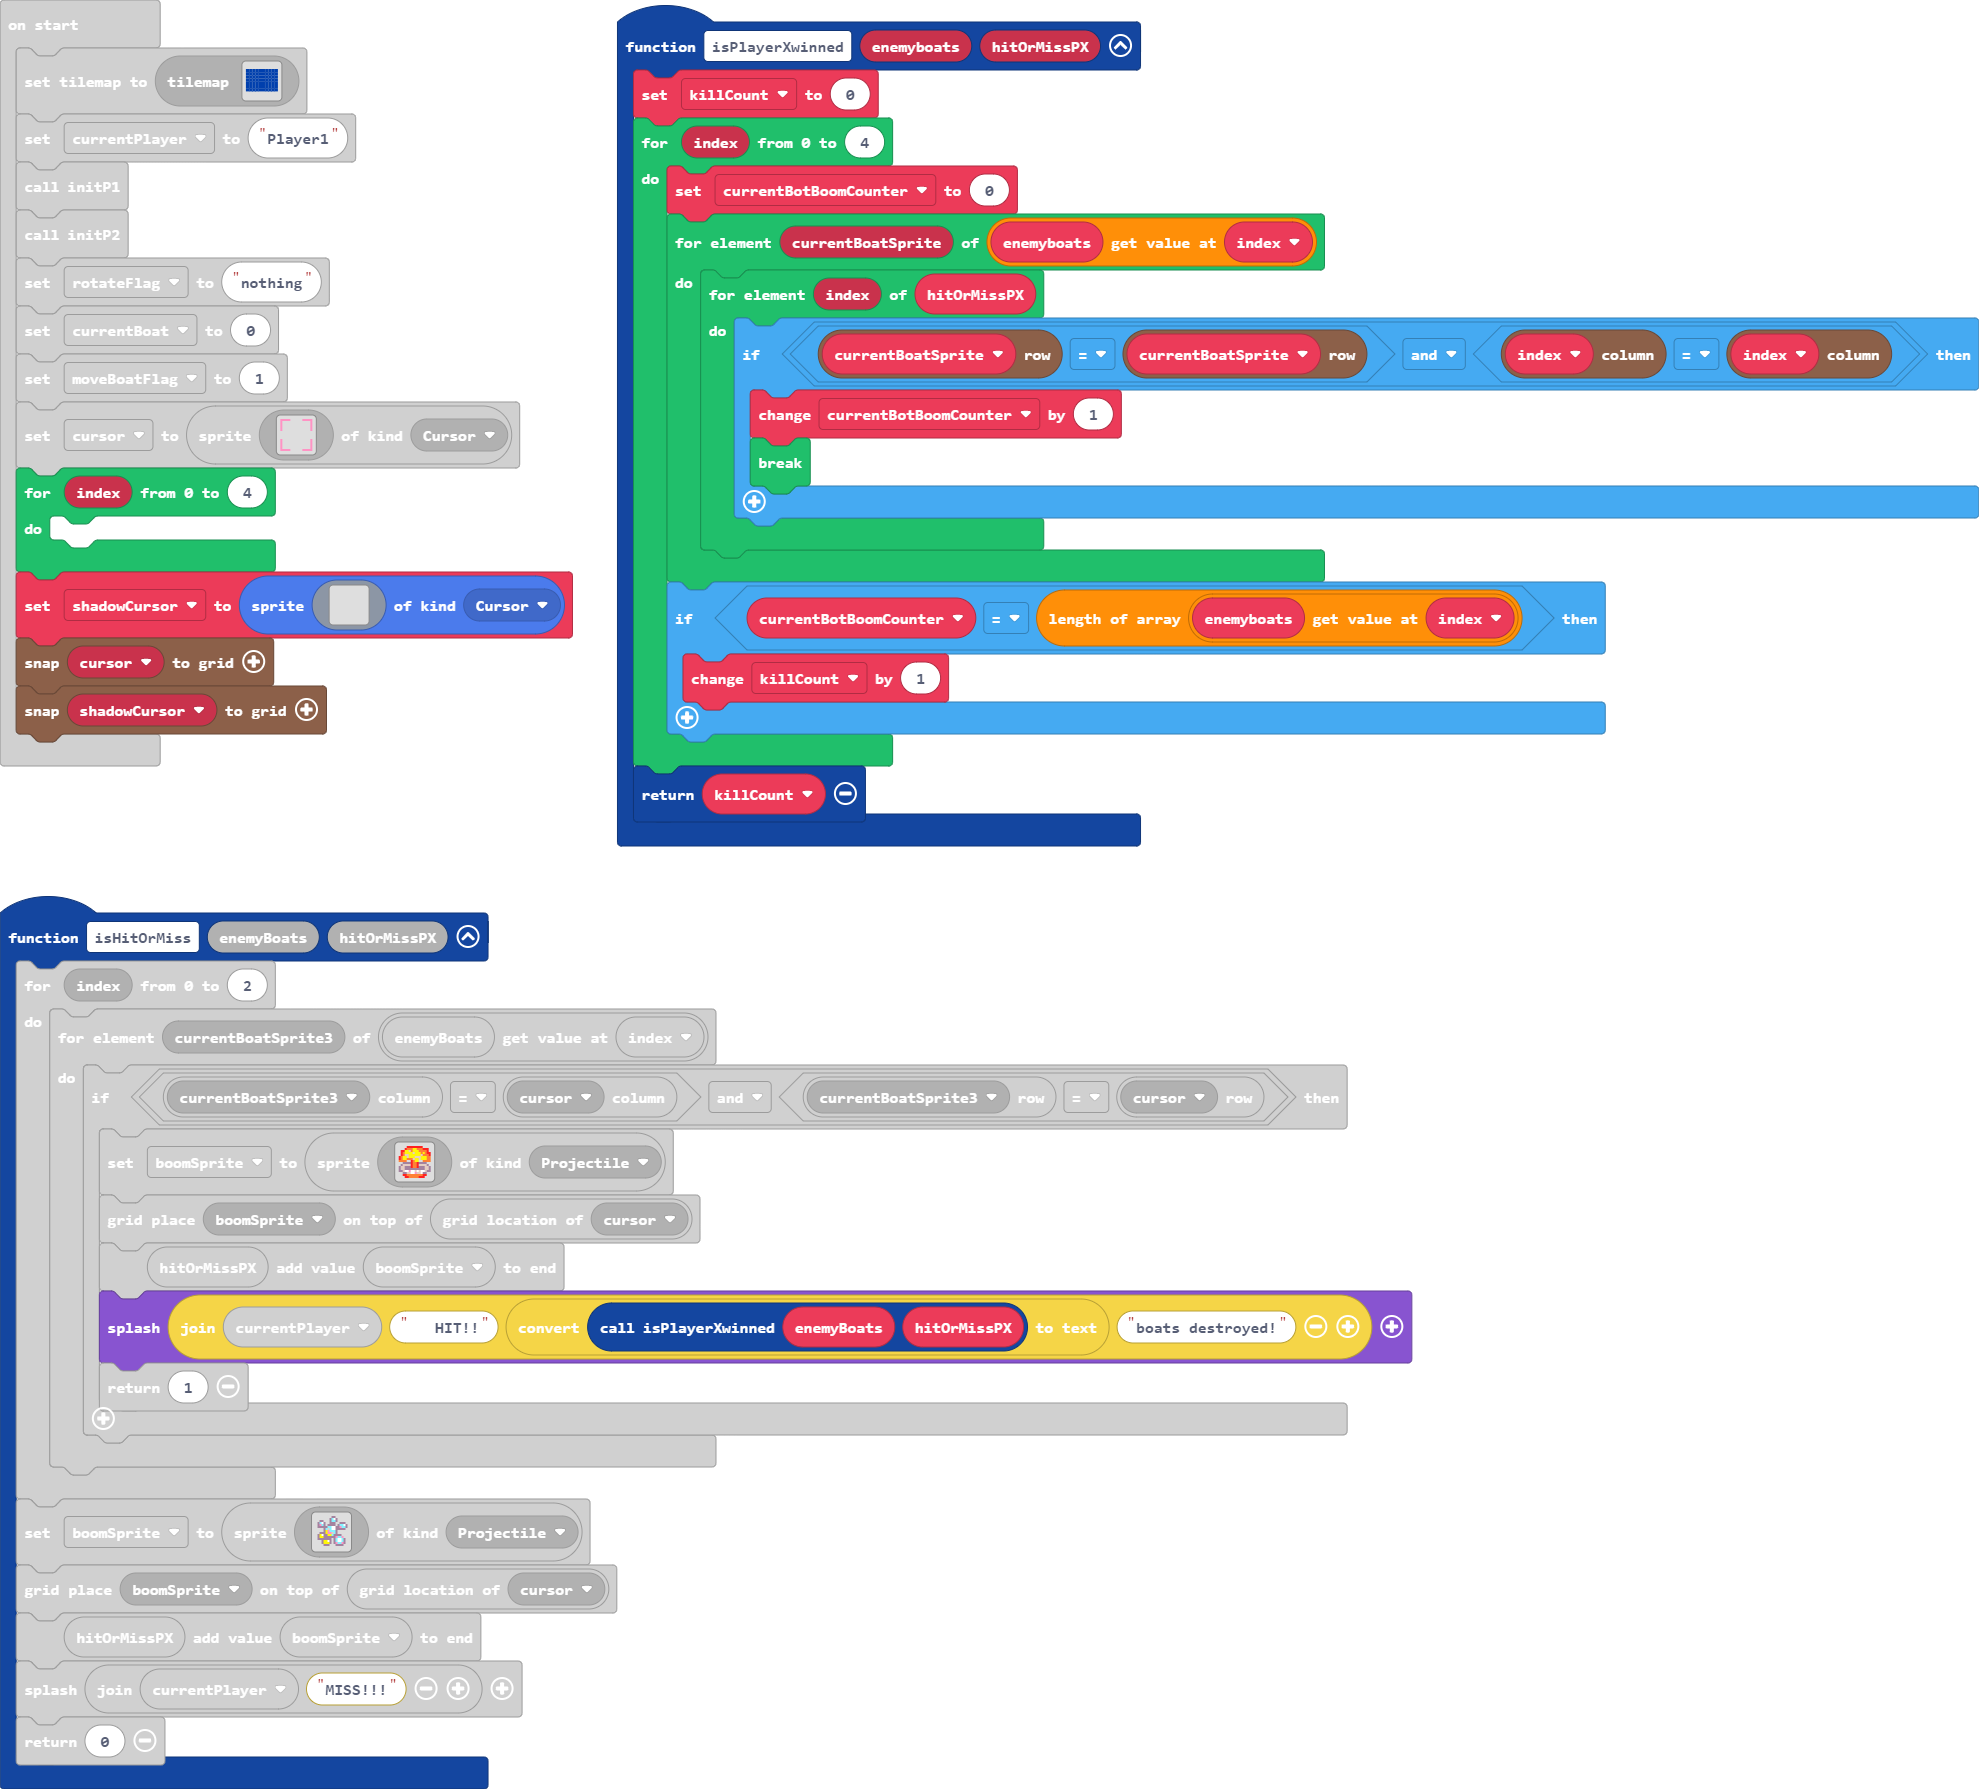 on start
set tilemap to tilemap
set currentPlayer to "Player1"
call initP1
call initP2
set rotateFlag to "nothing"
set currentBoat to 0
set moveBoatFlag to 1
set cursor to sprite of kind Cursor
for index from 0 to 4
do
set shadowCursor to sprite of kind Cursor
snap cursor to grid
snap shadowCursor to grid
function isPlayerXwinned enemyboats hitOrMissPX
set killCount to 0
for index from 0 to 4
do
set currentBotBoomCounter to 0
for element currentBoatSprite of enemyboats get value at index
do
for element index of hitOrMissPX
do
if currentBoatSprite row = currentBoatSprite row and index column = index column then
change currentBotBoomCounter by 1
break
if currentBotBoomCounter = length of array enemyboats get value at index then
change killCount by 1
return killCount
function isHitOrMiss enemyBoats hitOrMissPX
for index from 0 to 2
do
for element currentBoatSprite3 of enemyBoats get value at index
do
if currentBoatSprite3 column = cursor column and currentBoatSprite3 row = cursor row then
set boomSprite to sprite of kind Projectile
grid place boomSprite on top of grid location of cursor
hitOrMissPX add value boomSprite to end
splash join currentPlayer " HIT!!" convert call isPlayerXwinned enemyBoats hitOrMissPX to text "boats destroyed!"
return 1
set boomSprite to sprite of kind Projectile
grid place boomSprite on top of grid location of cursor
hitOrMissPX add value boomSprite to end
splash join currentPlayer "MISS!!!"
return 0